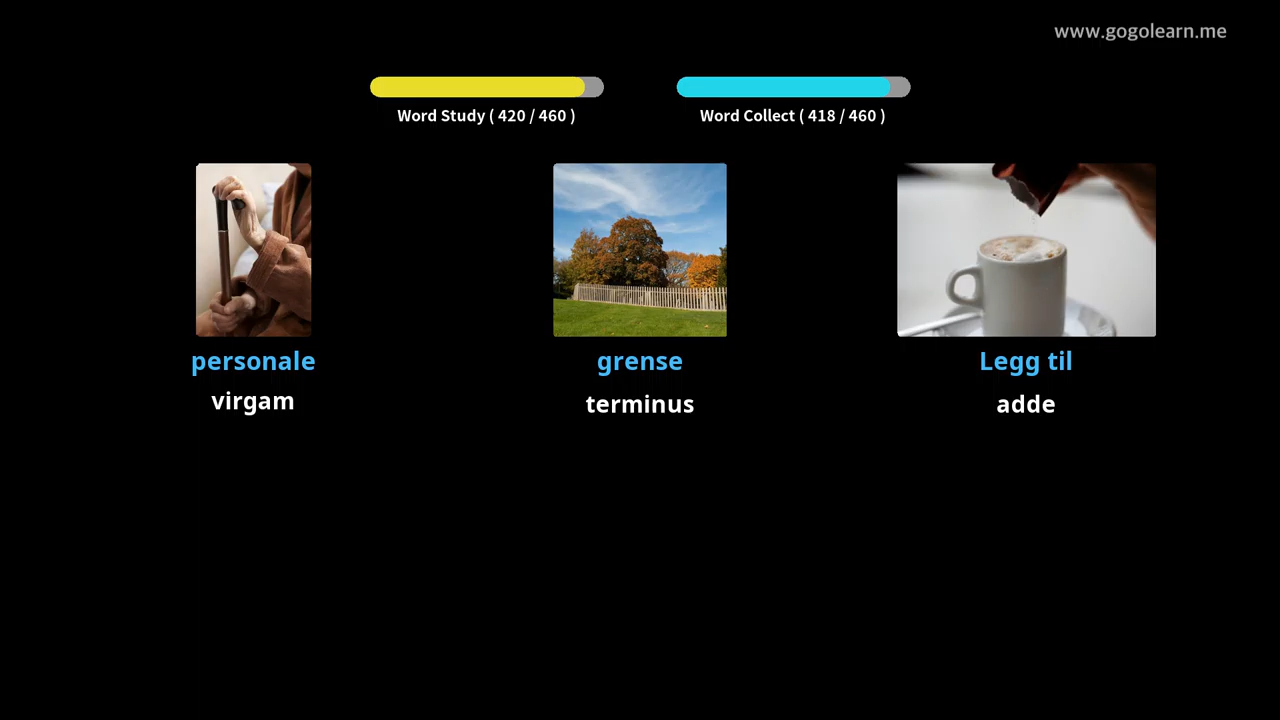 www.gogolearn.me
Word Study ( 420 / 460 )
Word Collect ( 418 / 460 )
personale
virgam
grense
terminus
Legg til
adde